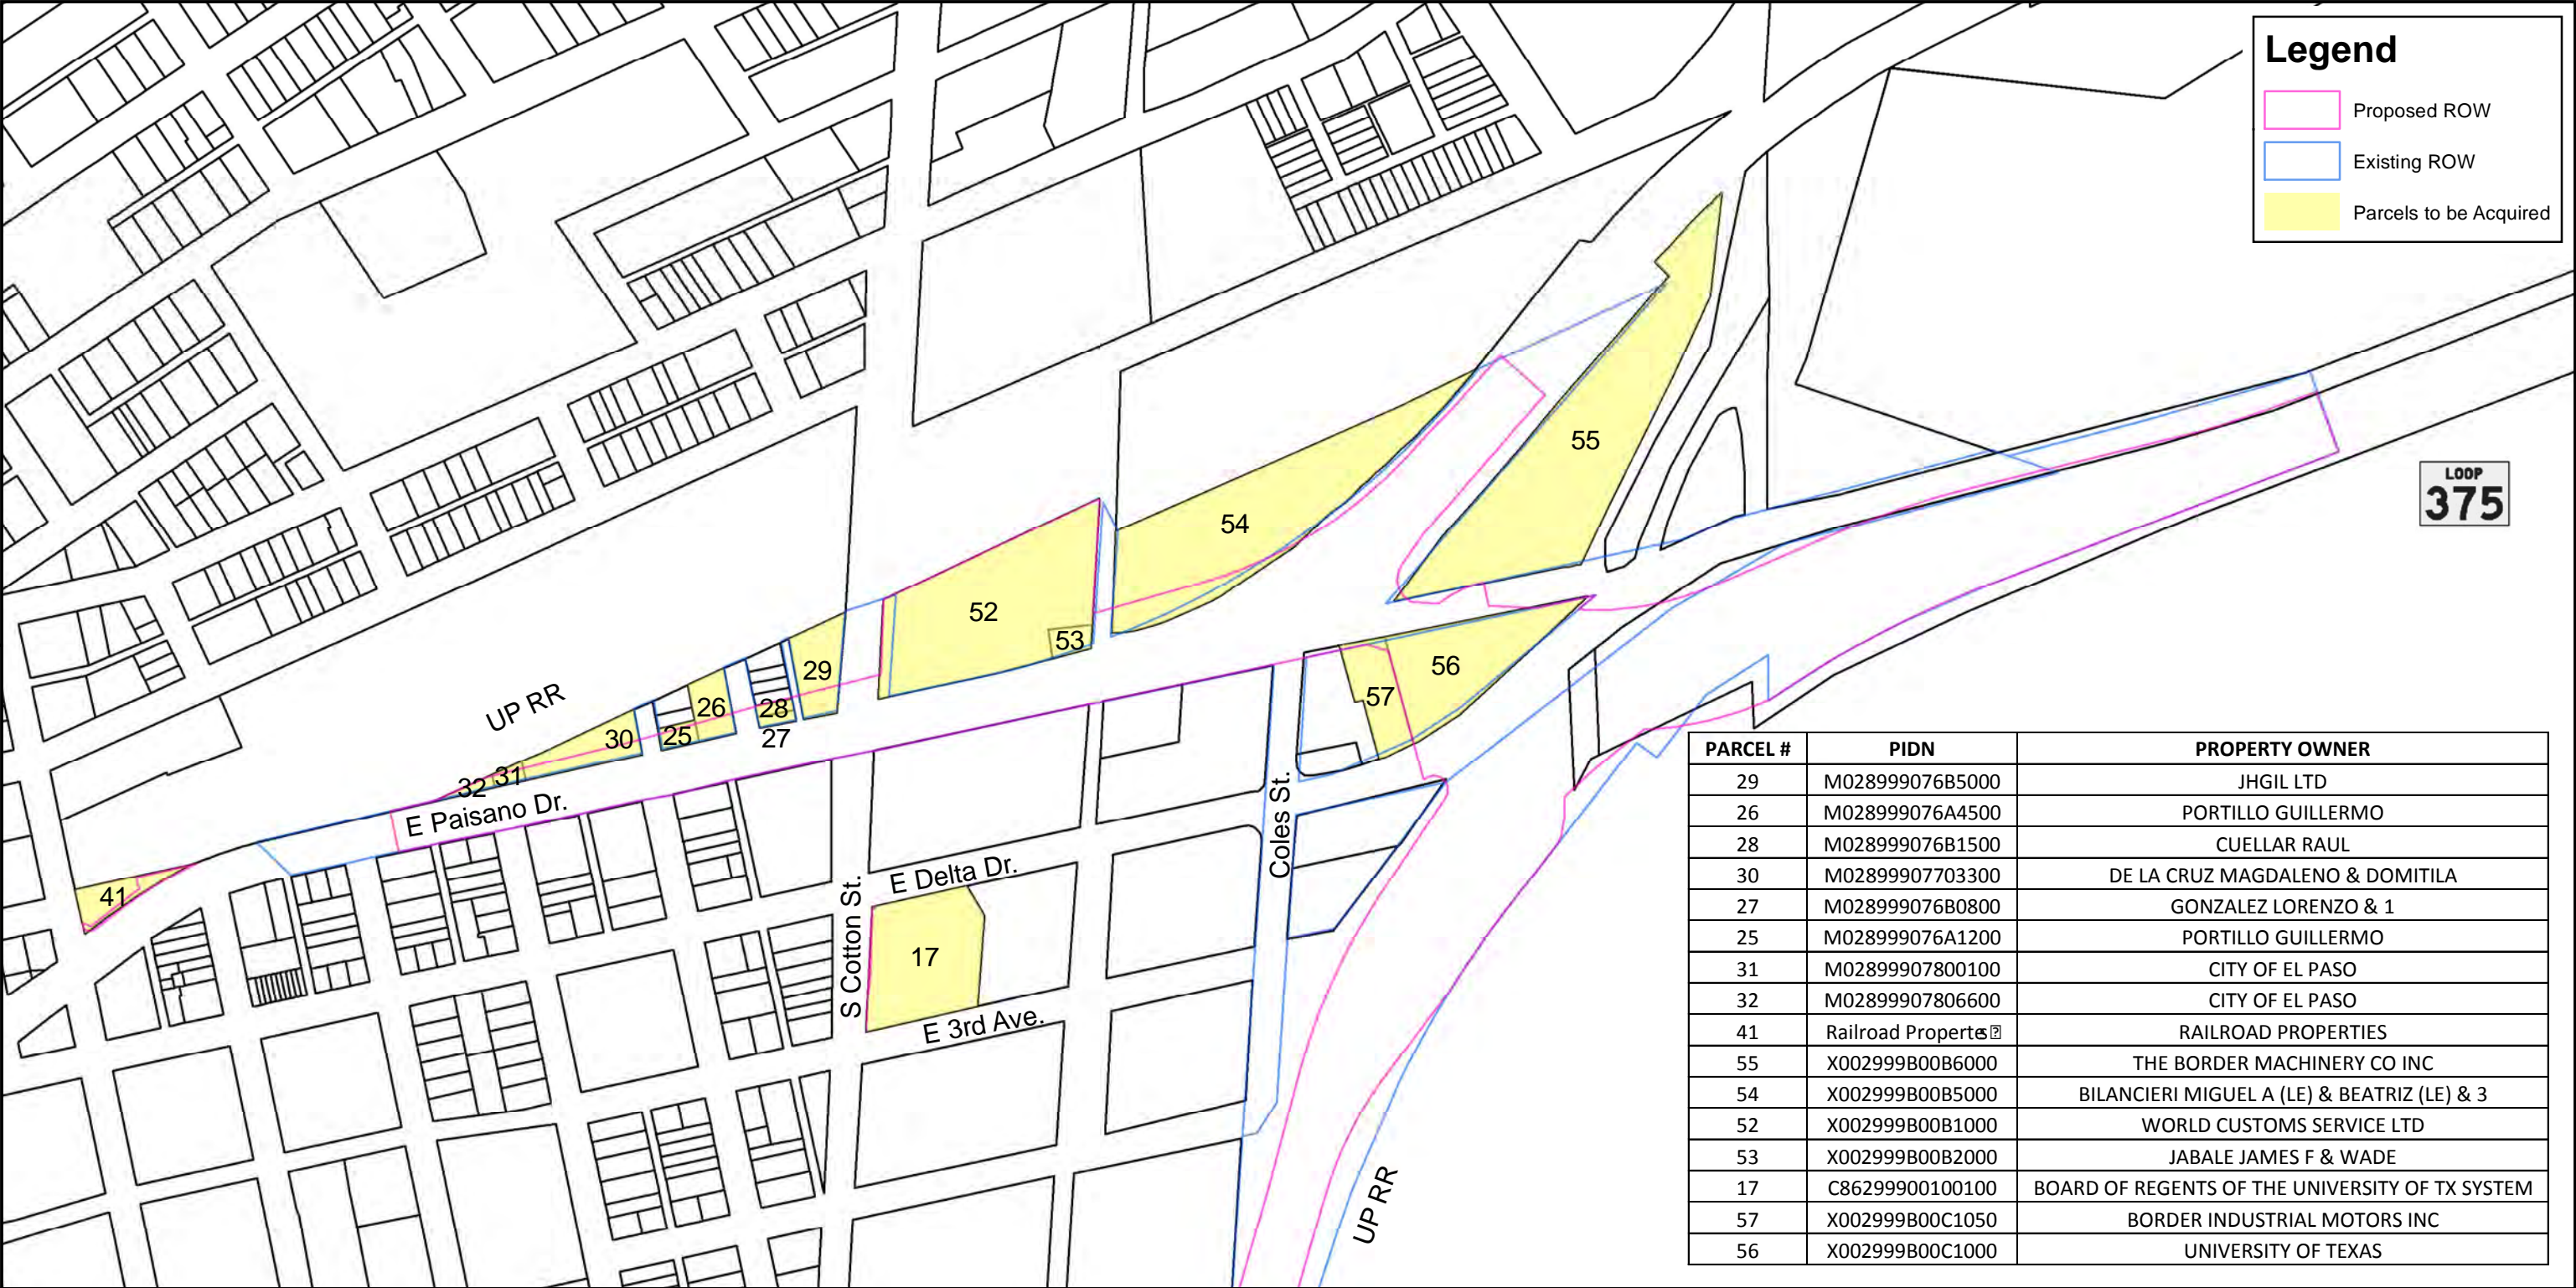 Legend
Proposed ROW
Existing ROW
Parcels to be Acquired
LOOP
375
55
54
52
53
29
56
57
26
28
27
25
30
31
32
UP RR
E Paisano Dr.
41
Coles St.
E Delta Dr.
S Cotton St.
17
E 3rd Ave.
UP RR
PARCEL # PIDN PROPERTY OWNER
29 M028999076B5000 JHGIL LTD
26 M028999076A4500 PORTILLO GUILLERMO
28 M028999076B1500 CUELLAR RAUL
30 M02899907703300 DE LA CRUZ MAGDALENO & DOMITILA
27 M028999076B0800 GONZALEZ LORENZO & 1
25 M028999076A1200 PORTILLO GUILLERMO
31 M02899907800100 CITY OF EL PASO
32 M02899907806600 CITY OF EL PASO
41 Railroad Propertes RAILROAD PROPERTIES
55 X002999B00B6000 THE BORDER MACHINERY CO INC
54 X002999B00B5000 BILANCIERI MIGUEL A (LE) & BEATRIZ (LE) & 3
52 X002999B00B1000 WORLD CUSTOMS SERVICE LTD
53 X002999B00B2000 JABALE JAMES F & WADE
17 C86299900100100 BOARD OF REGENTS OF THE UNIVERSITY OF TX SYSTEM
57 X002999B00C1050 BORDER INDUSTRIAL MOTORS INC
56 X002999B00C1000 UNIVERSITY OF TEXAS